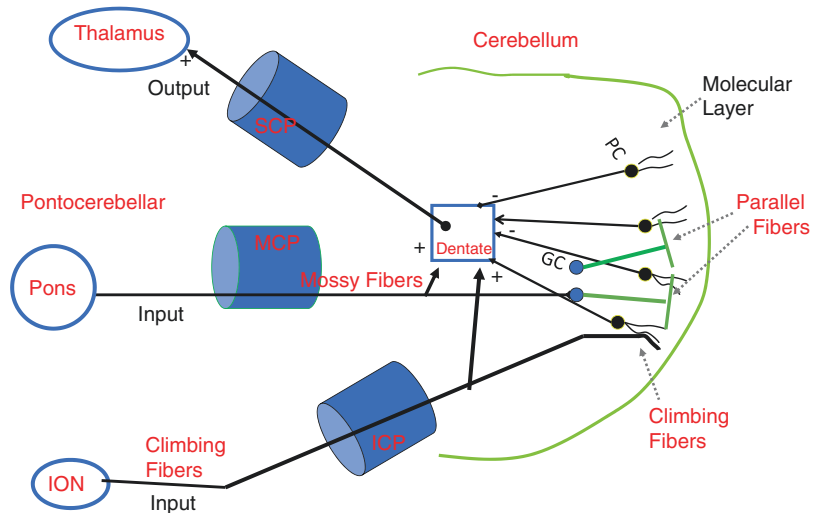 Thalamus
+
Output
SCP
Cerebellum
Molecular
Layer
PC
Pontocerebellar
Parallel
Fibers
-
-
MCP
+
Dentate
GC
Pons
Mossy Fibers
+
Input
Climbing
Fibers
ICP
Climbing
Fibers
ION
Input